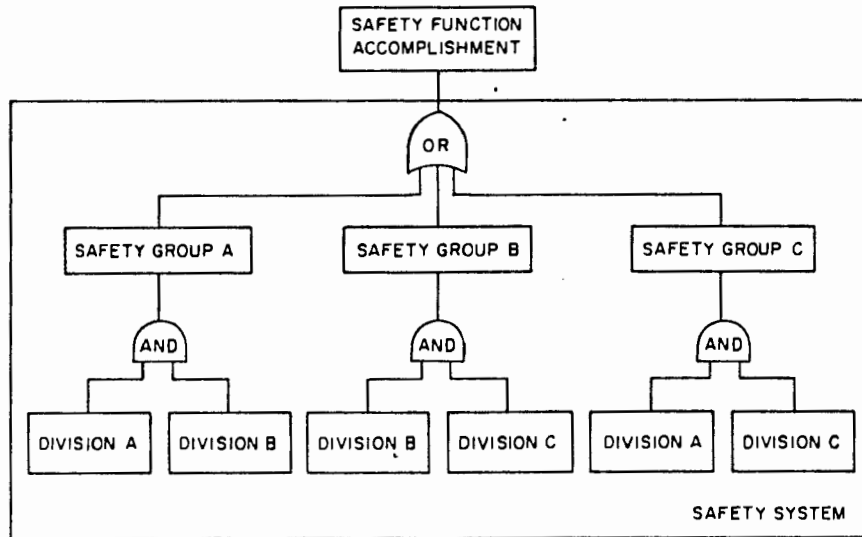 SAFETY FUNCTION
ACCOMPLISHMENT
OR
SAFETY GROUP A
SAFETY GROUP B
SAFETY GROUP C
AND
AND
AND
DIVISION A
DIVISION B
DIVISION B
DIVISION C
DIVISION A
DIVISION C
SAFETY SYSTEM